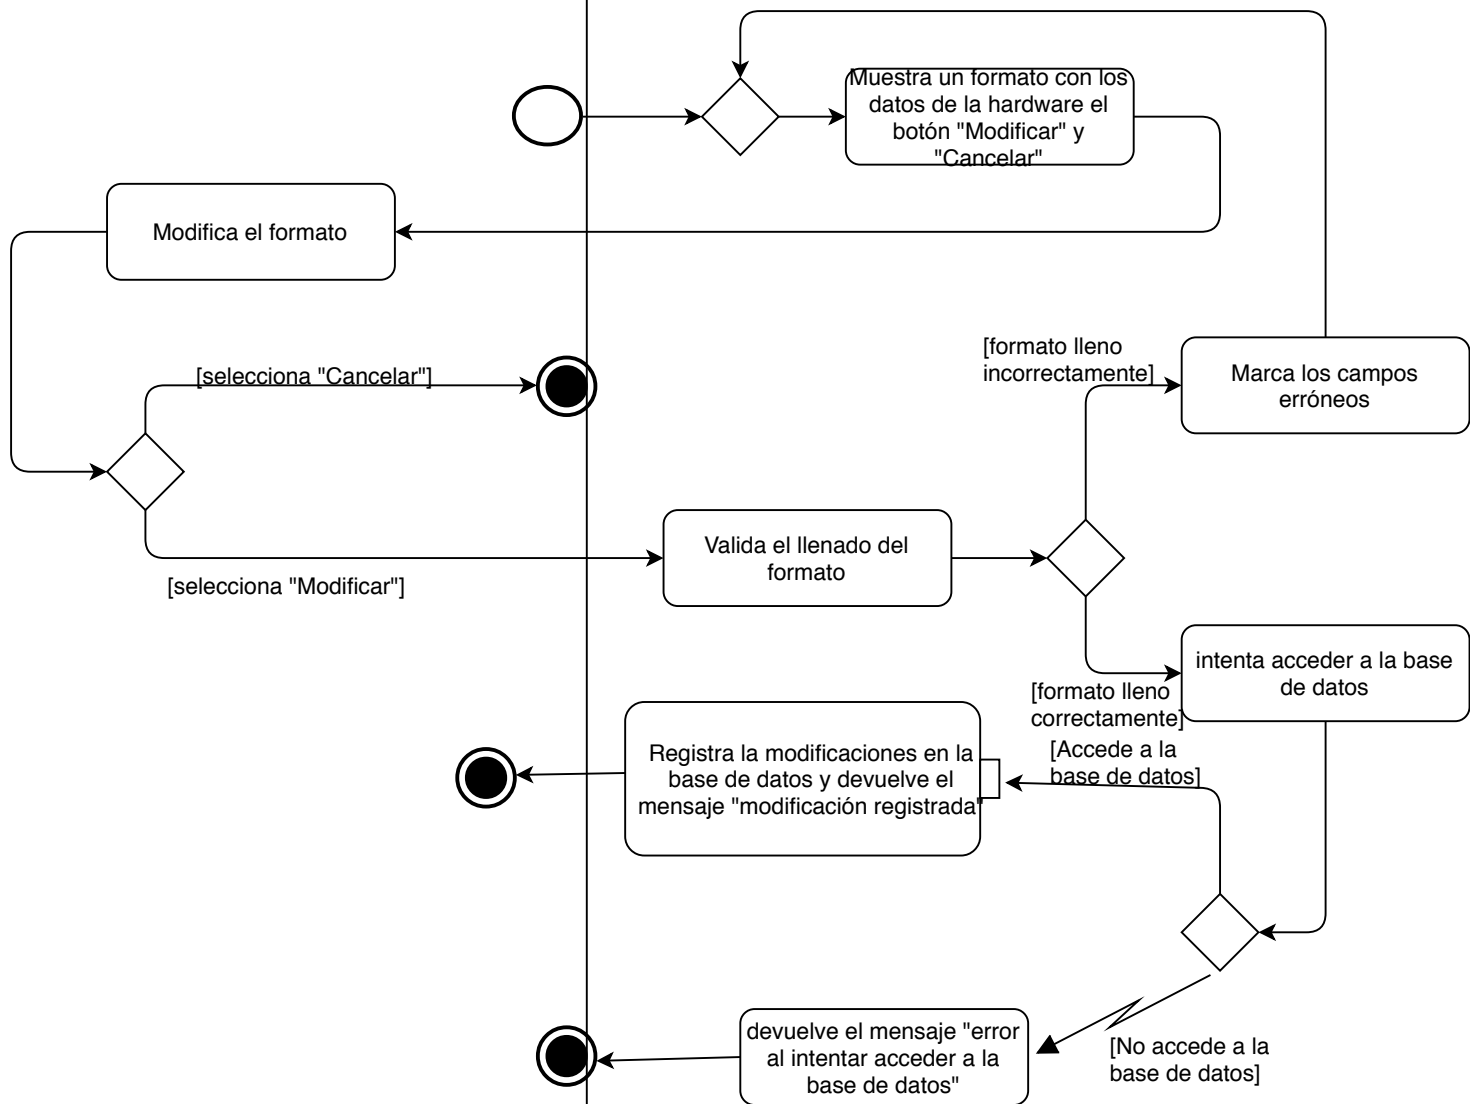 Muestra un formato con los
datos de la hardware el
botón "Modificar" y
"Cancelar"
Modifica el formato
[selecciona "Cancelar"]
[formato lleno
incorrectamente]
Marca los campos
erróneos
[selecciona "Modificar"]
Valida el llenado del
formato
intenta acceder a la base
de datos
[formato lleno
correctamente]
[Accede a la
base de datos]
Registra la modificaciones en la
base de datos y devuelve el
mensaje "modificación registrada"
devuelve el mensaje "error
al intentar acceder a la
base de datos"
[No accede a la
base de datos]